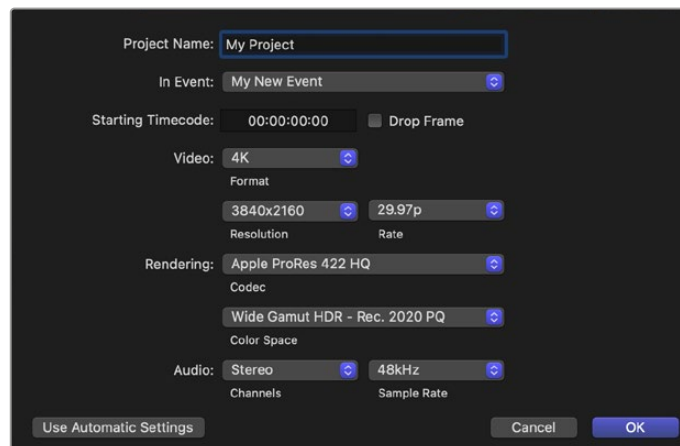 Project Name: My Project
In Event: My New Event
Starting Timecode: 00:00:00:00 Drop Frame
Video: 4K
Format
3840x2160 29.97p
Resolution Rate
Rendering: Apple ProRes 422 HQ
Codec
Wide Gamut HDR - Rec. 2020 PQ
Color Space
Audio: Stereo 48kHz
Channels Sample Rate
Use Automatic Settings Cancel OK